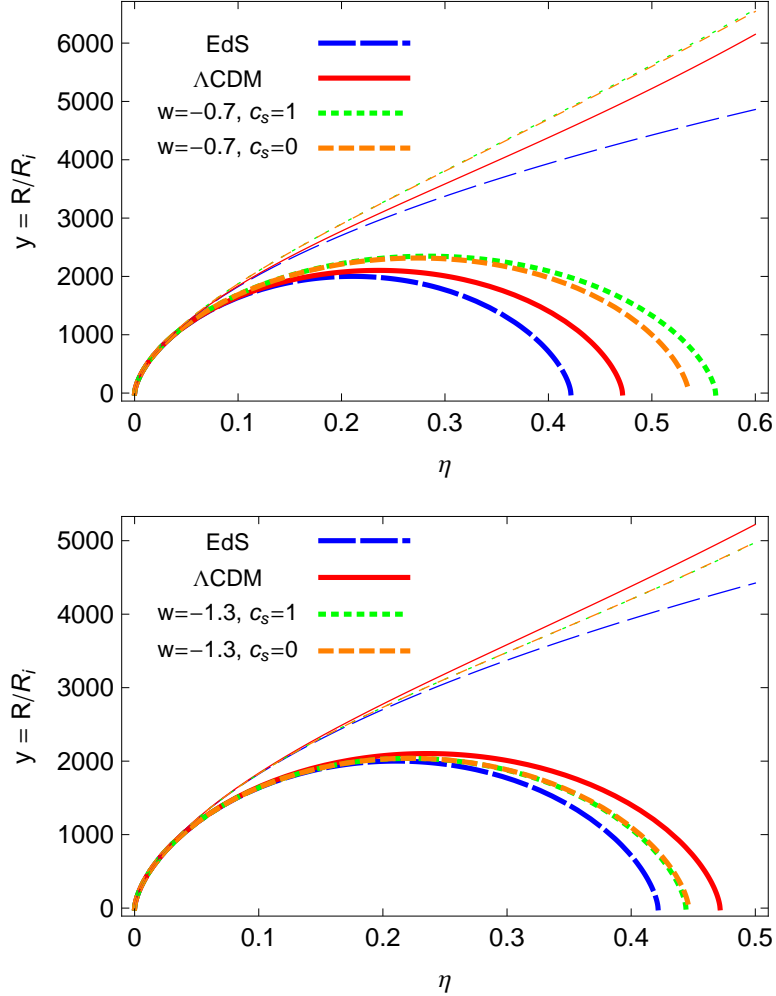 6000
5000
4000
3000
2000
1000
0
y = R/R_i
EdS
ΛCDM
w=−0.7, c_s=1
w=−0.7, c_s=0
0 0.1 0.2 0.3 0.4 0.5 0.6
η
5000
4000
3000
2000
1000
0
y = R/R_i
EdS
ΛCDM
w=−1.3, c_s=1
w=−1.3, c_s=0
0 0.1 0.2 0.3 0.4 0.5
η